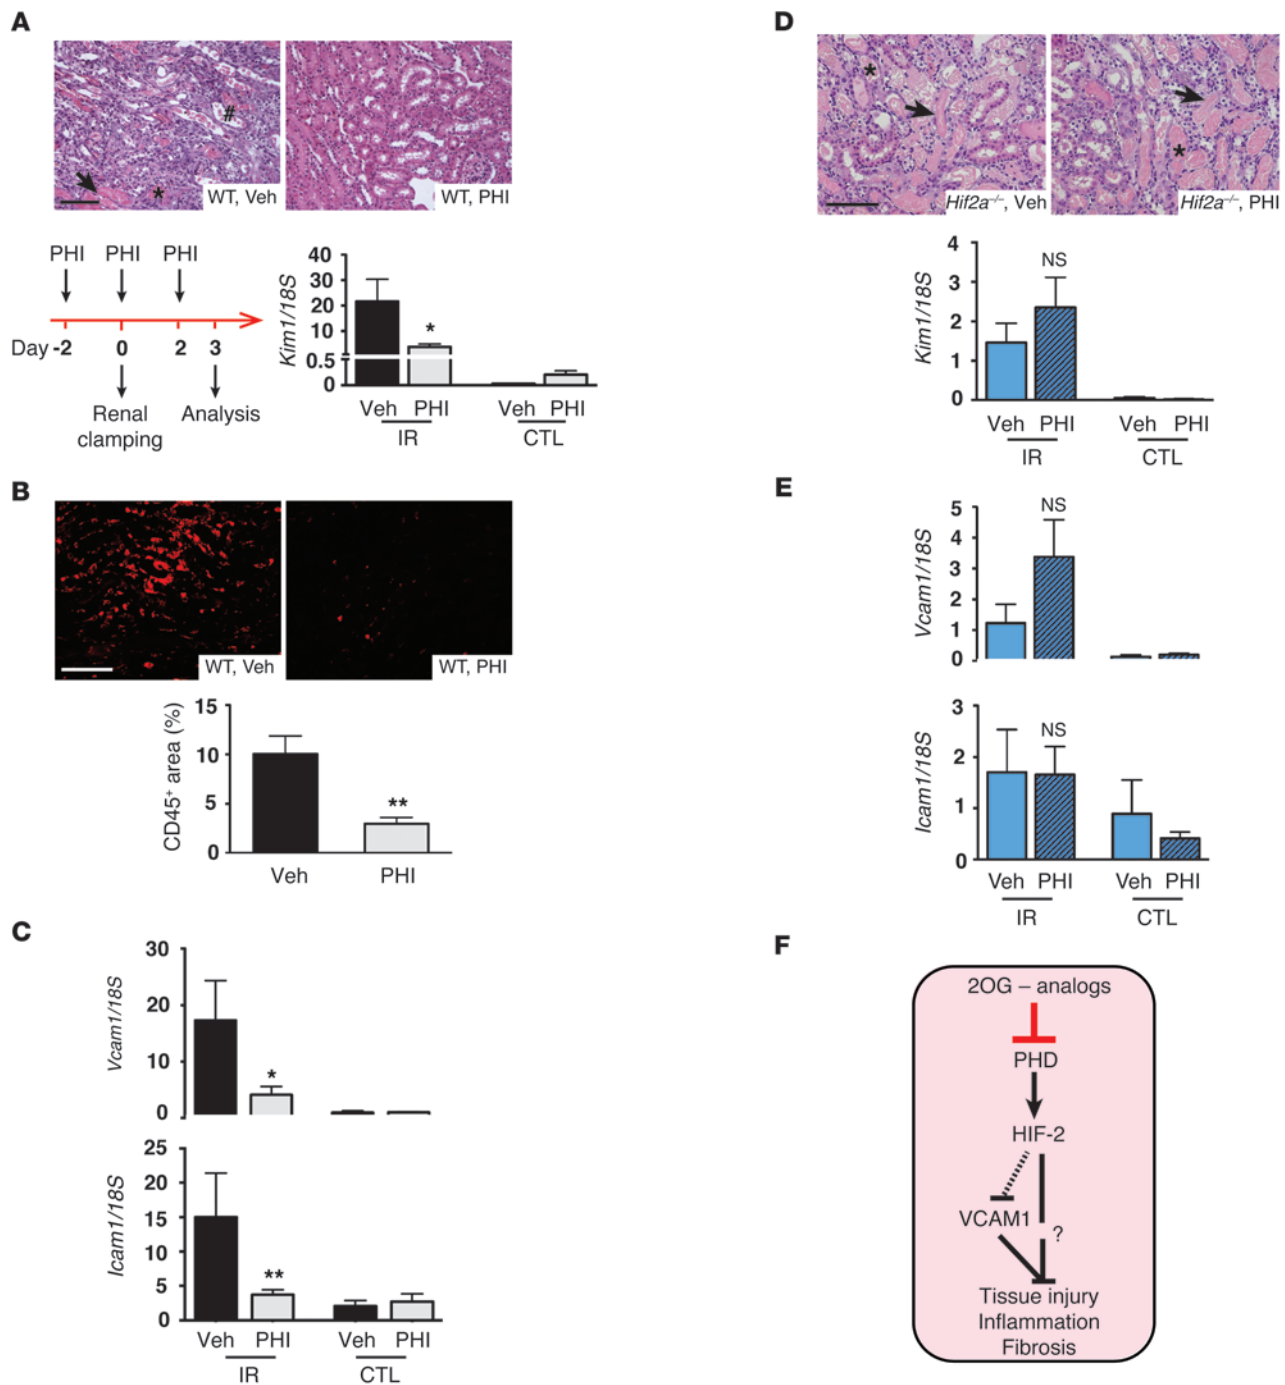 A
#
*
WT, Veh
WT, PHI
PHI PHI PHI
Day -2 0 2 3
Renal
clamping
Analysis
Kim1/18S
40
30
20
10
0.5
0
*
Veh PHI Veh PHI
IR CTL
B
WT, Veh
WT, PHI
CD45+ area (%)
15
10
5
0
**
Veh PHI
C
Vcam1/18S
30
20
10
0
*
Icam1/18S
25
20
15
10
5
0
**
Veh PHI Veh PHI
IR CTL
D
*
Hif2a–/–, Veh
*
Hif2a–/–, PHI
Kim1/18S
4
3
2
1
0
NS
Veh PHI Veh PHI
IR CTL
E
Vcam1/18S
5
4
3
2
1
0
NS
Icam1/18S
3
2
1
0
NS
Veh PHI Veh PHI
IR CTL
F
2OG – analogs
PHD
HIF-2
VCAM1
?
Tissue injury
Inflammation
Fibrosis